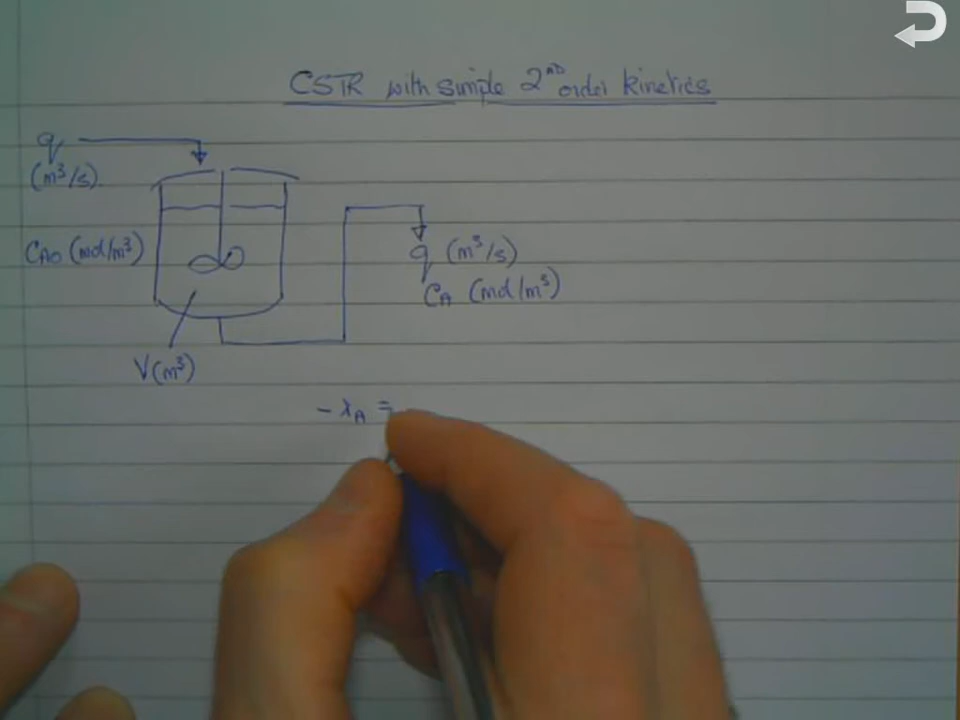 CSTR with simple 2ND order kinetics
q
(m³/s)
CA0 (mol/m³)
q (m³/s)
CA (mol/m³)
V(m³)
- rA =